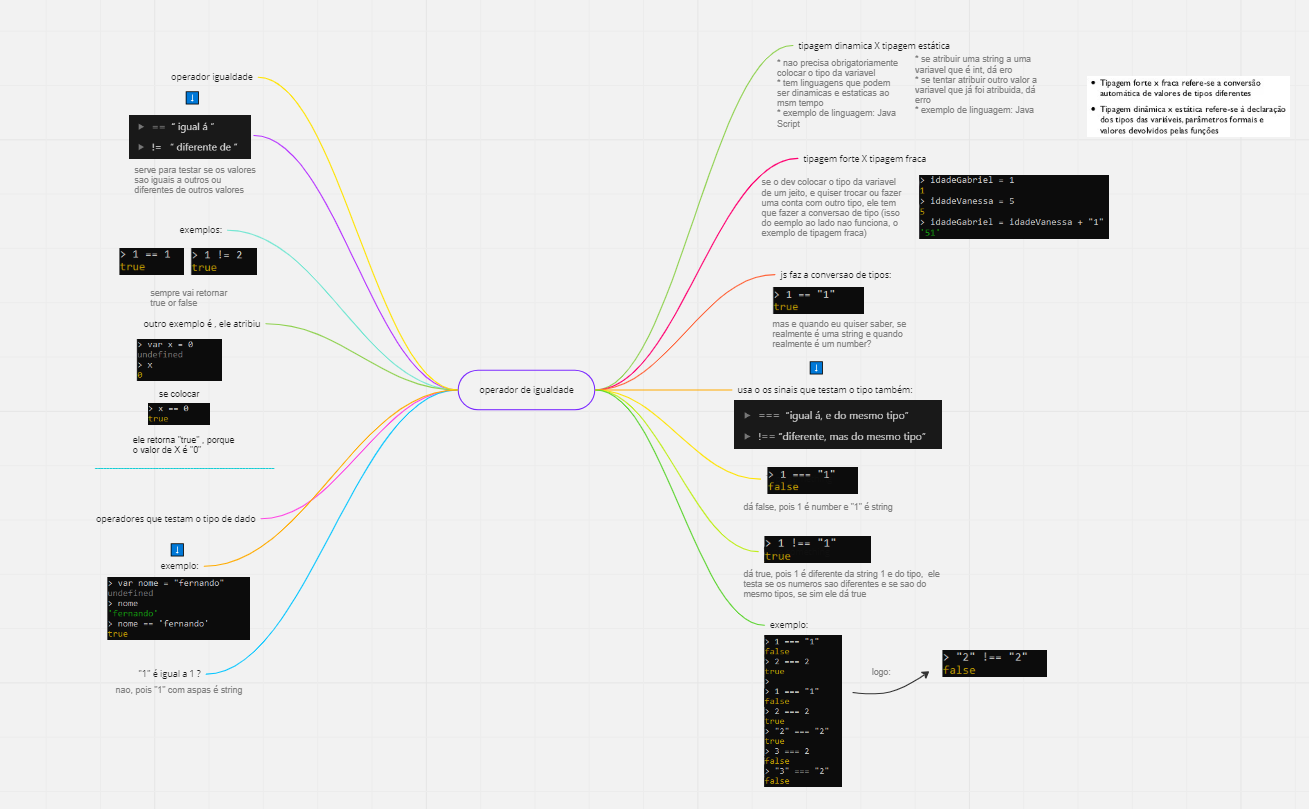 operador igualdade
== " igual á "
!= " diferente de "
serve para testar se os valores
sao iguais a outros ou
diferentes de outros valores
exemplos:
> 1 == 1
true
> 1 != 2
true
sempre vai retornar
true or false
outro exemplo é , ele atribiu
> var x = 0
undefined
> x
0
se colocar
> x == 0
true
ele retorna "true" , porque
o valor de X é "0"
operadores que testam o tipo de dado
exemplo:
> var nome = "fernando"
undefined
> nome
'fernando'
> nome == 'fernando'
true
"1" é igual a 1 ?
nao, pois "1" com aspas é string
operador de igualdade
tipagem dinamica X tipagem estática
* nao precisa obrigatoriamente
colocar o tipo da variavel
* tem linguagens que podem
ser dinamicas e estaticas ao
msm tempo
* exemplo de linguagem: Java
Script
* se atribuir uma string a uma
variavel que é int, dá ero
* se tentar atribuir outro valor a
variavel que já foi atribuida, dá
erro
* exemplo de linguagem: Java
• Tipagem forte x fraca refere-se a conversão
automática de valores de tipos diferentes
• Tipagem dinâmica x estática refere-se à declaração
dos tipos das variáveis, parâmetros formais e
valores devolvidos pelas funções
tipagem forte X tipagem fraca
se o dev colocar o tipo da variavel
de um jeito, e quiser trocar ou fazer
uma conta com outro tipo, ele tem
que fazer a conversao de tipo (isso
do eemplo ao lado nao funciona, o
exemplo de tipagem fraca)
> idadeGabriel = 1
1
> idadeVanessa = 5
5
> idadeGabriel = idadeVanessa + "1"
'51'
js faz a conversao de tipos:
> 1 == "1"
true
mas e quando eu quiser saber, se
realmente é uma string e quando
realmente é um number?
usa o os sinais que testam o tipo também:
=== "igual á, e do mesmo tipo"
!== "diferente, mas do mesmo tipo"
> 1 === "1"
false
dá false, pois 1 é number e "1" é string
> 1 !== "1"
true
dá true, pois 1 é diferente da string 1 e do tipo, ele
testa se os numeros sao diferentes e se sao do
mesmo tipos, se sim ele dá true
exemplo:
> 1 === "1"
false
> 2 === 2
true
>
> 1 === "1"
false
> 2 === 2
true
> "2" === "2"
true
> 3 === 2
false
> "3" === "2"
false
logo:
> "2" !== "2"
false